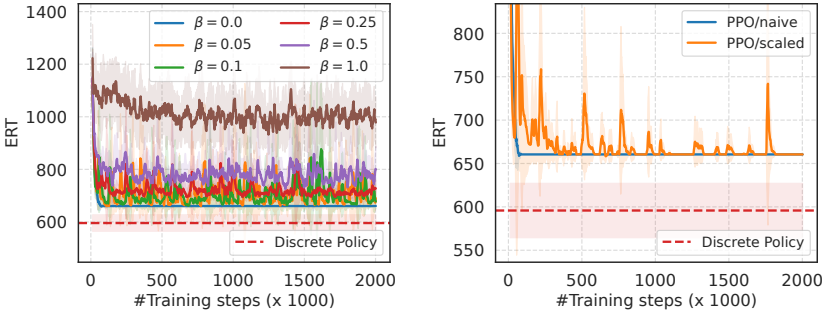 1400
1200
1000
800
600
ERT
β = 0.0
β = 0.05
β = 0.1
β = 0.25
β = 0.5
β = 1.0
Discrete Policy
0
500
1000
1500
2000
#Training steps (x 1000)
800
750
700
650
600
550
ERT
PPO/naive
PPO/scaled
Discrete Policy
0
500
1000
1500
2000
#Training steps (x 1000)